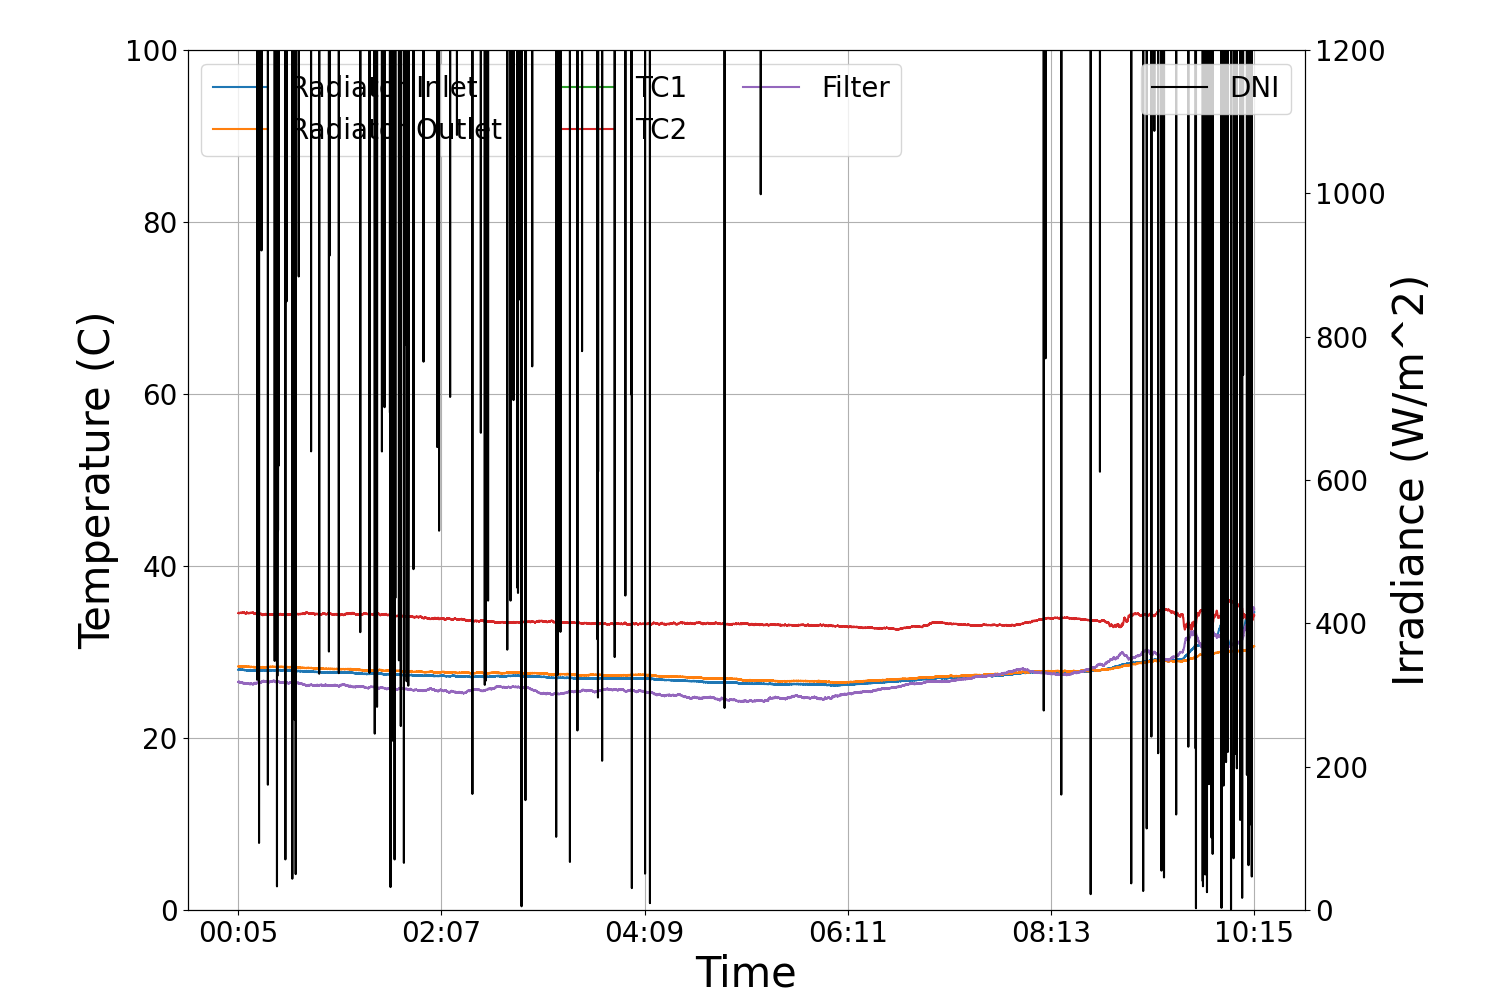 100
80
60
40
20
0
Temperature (C)
Radiator Inlet
Radiator Outlet
TC1
TC2
Filter
DNI
1200
1000
800
600
400
200
0
Irradiance (W/m^2)
00:05
02:07
04:09
06:11
08:13
10:15
Time